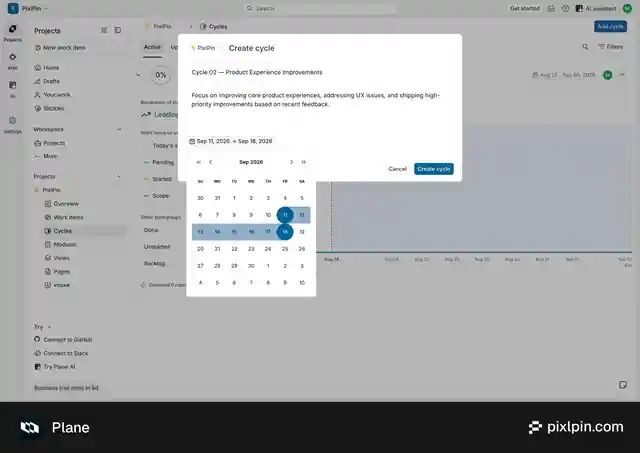 PixlPin
Search
Get started
AI assistant
M
Projects
Wiki
Settings
Projects
New work item
Home
Drafts
Your work
Stickies
Workspace
Projects
More
Projects
PixlPin
Overview
Work items
Cycles
Modules
Views
Pages
Intake
Try
Connect to GitHub
Connect to Slack
Try Plane AI
Business trial ends in
PixlPin
Cycles
Add cycle
Active
Filters
0%
Leading
Today's
Pending
Started
Scope
Other state groups
Done
Unstarted
Backlog
PixlPin
Create cycle
Cycle 02 — Product Experience Improvements
Focus on improving core product experiences, addressing UX issues, and shipping high-
priority improvements based on recent feedback.
Sep 11, 2026 → Sep 18, 2026
Cancel
Create cycle
« ‹ Sep 2026 › »
SU MO TU WE TH FR SA
30 31 1 2 3 4 5
6 7 8 9 10 11 12
13 14 15 16 17 18 19
20 21 22 23 24 25 26
27 28 29 30 1 2 3
4 5 6 7 8 9 10
Plane
pixlpin.com